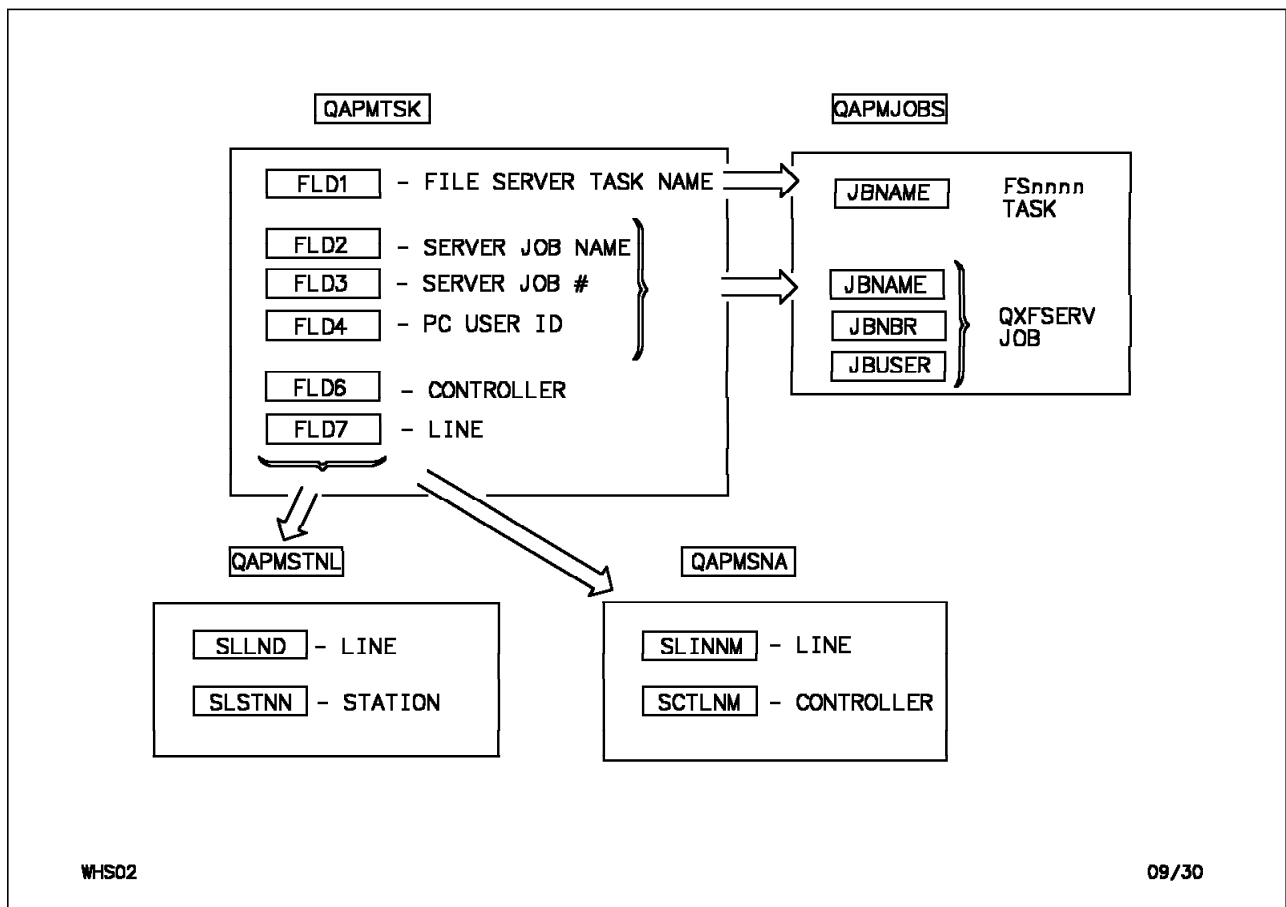 QAPMTSK
QAPMJOBS
FLD1 - FILE SERVER TASK NAME
JBNAME FSnnnn
TASK
FLD2 - SERVER JOB NAME
FLD3 - SERVER JOB #
FLD4 - PC USER ID
JBNAME
JBNBR
JBUSER
QXFSERV
JOB
FLD6 - CONTROLLER
FLD7 - LINE
QAPMSTNL
QAPMSNA
SLLND - LINE
SLSTNN - STATION
SLINNM - LINE
SCTLNM - CONTROLLER
WHS02
09/30